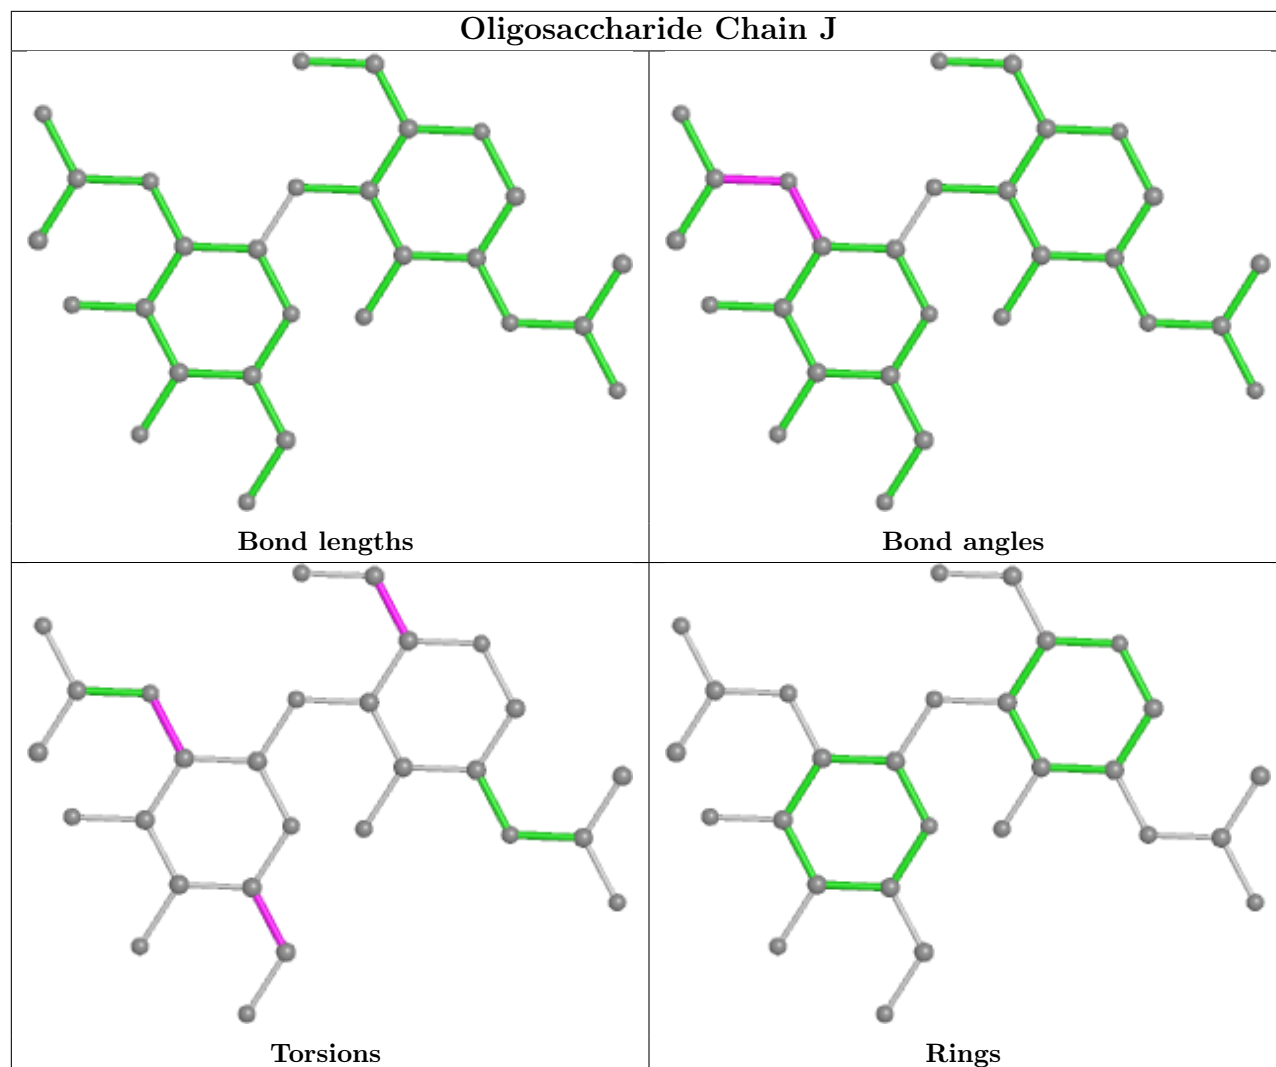 Oligosaccharide Chain J
Bond lengths
Bond angles
Torsions
Rings